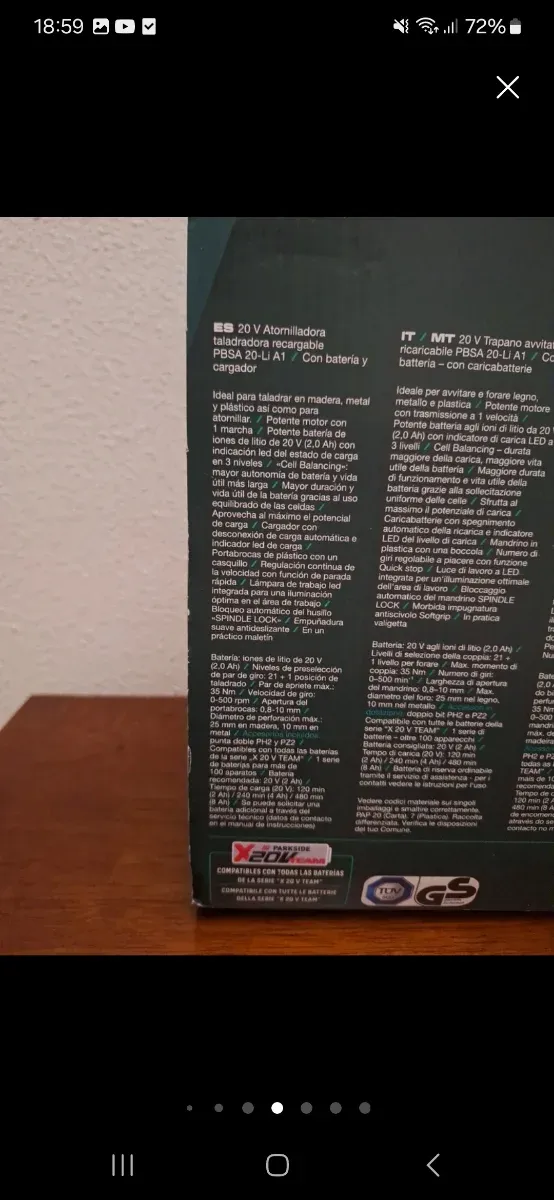 18:59
72%
ES 20 V Atornilladora
taladradora recargable
PBSA 20-Li A1 / Con batería y
cargador
Ideal para taladrar en madera, metal
y plástico así como para
atornillar. / Potente motor con
1 marcha / Potente batería de
iones de litio de 20 V (2,0 Ah) con
indicación led del estado de carga
en 3 niveles / «Cell Balancing»:
mayor autonomía de batería y vida
útil más larga / Mayor duración y
vida útil de la batería gracias al uso
equilibrado de las celdas /
Aprovecha al máximo el potencial
de carga / Cargador con
desconexión de carga automática e
indicador led de carga /
Portabrocas de plástico con un
casquillo / Regulación continua de
la velocidad con función de parada
rápida / Lámpara de trabajo led
integrada para una iluminación
óptima en el área de trabajo /
Bloqueo automático del husillo
«SPINDLE LOCK» / Empuñadura
suave antideslizante / En un
práctico maletín
Batería: iones de litio de 20 V
(2,0 Ah) / Niveles de preselección
de par de giro: 21 + 1 posición de
taladrado / Par de apriete máx.:
35 Nm / Velocidad de giro:
0-500 rpm / Apertura del
portabrocas: 0,8-10 mm /
Diámetro de perforación máx.:
25 mm en madera, 10 mm en
metal / Accesorios incluidos:
punta doble PH2 y PZ2 /
Compatibles con todas las baterías
de la serie „X 20 V TEAM" / 1 serie
de baterías para más de
100 aparatos / Batería
recomendada: 20 V (2 Ah) /
Tiempo de carga (20 V): 120 min
(2 Ah) / 240 min (4 Ah) / 480 min
(8 Ah) / Se puede solicitar una
batería adicional a través del
servicio técnico (datos de contacto
en el manual de instrucciones)
IT / MT 20 V Trapano avvitat
ricaricabile PBSA 20-Li A1 / Co
batteria – con caricabatterie
Ideale per avvitare e forare legno,
metallo e plastica / Potente motore
con trasmissione a 1 velocità /
Potente batteria agli ioni di litio da 20
(2,0 Ah) con indicatore di carica LED a
3 livelli / Cell Balancing – durata
maggiore della carica, maggiore vita
utile della batteria / Maggiore durata
di funzionamento e vita utile della
batteria grazie alla sollecitazione
uniforme delle celle / Sfrutta al
massimo il potenziale di carica /
Caricabatterie con spegnimento
automatico della ricarica e indicatore
LED del livello di carica / Mandrino in
plastica con una boccola / Numero di
giri regolabile a piacere con funzione
Quick stop / Luce di lavoro a LED
integrata per un'illuminazione ottimale
dell'area di lavoro / Bloccaggio
automatico del mandrino SPINDLE
LOCK / Morbida impugnatura
antiscivolo Softgrip / In pratica
valigetta
Batteria: 20 V agli ioni di litio (2,0 Ah) /
Livelli di selezione della coppia: 21 +
1 livello per forare / Max. momento di
coppia: 35 Nm / Numero di giri:
0–500 min⁻¹ / Larghezza di apertura
del mandrino: 0,8–10 mm / Max.
diametro del foro: 25 mm nel legno,
10 mm nel metallo / Accessori in
dotazione: doppio bit PH2 e PZ2 /
Compatibile con tutte le batterie della
serie "X 20 V TEAM" / 1 serie di
batterie – oltre 100 apparecchi /
Batteria consigliata: 20 V (2 Ah) /
Tempo di carica (20 V): 120 min
(2 Ah) / 240 min (4 Ah) / 480 min
(8 Ah) / Batteria di riserva ordinabile
tramite il servizio di assistenza - per i
contatti vedere le istruzioni per l'uso
Vedere codici materiale sui singoli
imballaggi e smaltire correttamente.
PAP 20 (Carta), 7 (Plastica). Raccolta
differenziata. Verifica le disposizioni
del tuo Comune.
PARKSIDE
X20V TEAM
COMPATIBLES CON TODAS LAS BATERÍAS
DE LA SERIE "X 20 V TEAM"
COMPATIBILE CON TUTTE LE BATTERIE
DELLA SERIE "X 20 V TEAM"
TÜV
GS